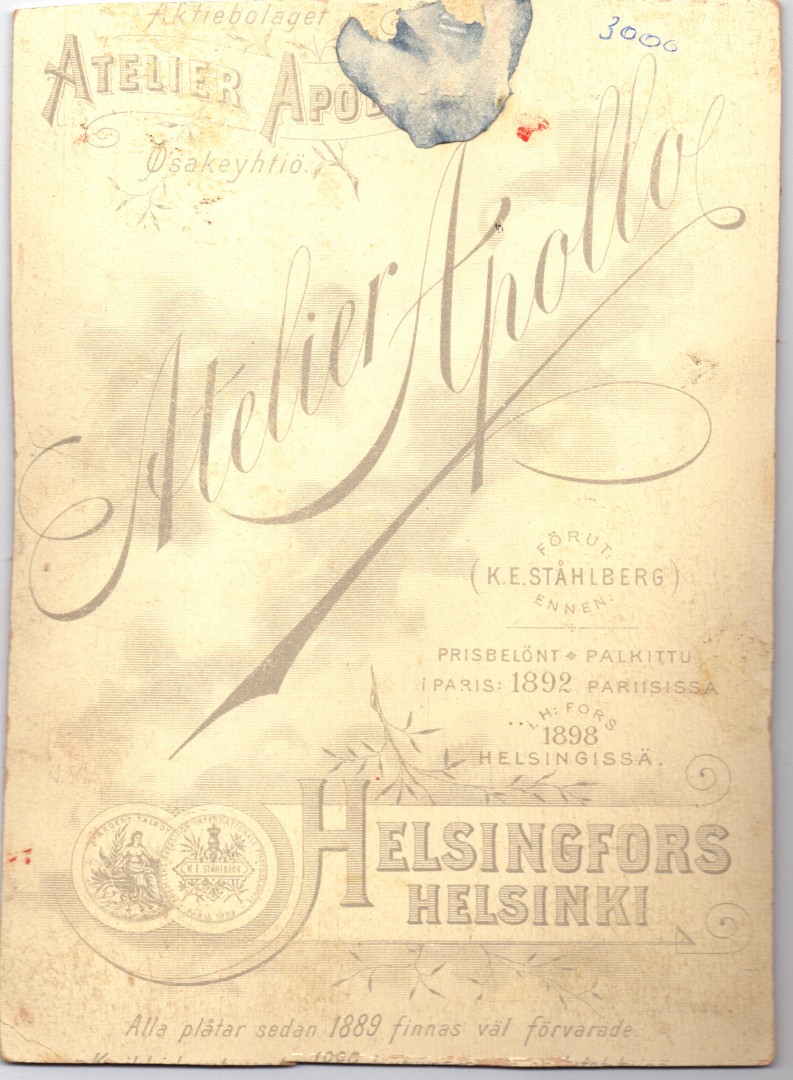 Aktiebolaget
3000
ATELIER APO
Osakeyhtiö.
Atelier Apollo
FÖRUT:
(K.E.STÅHLBERG)
ENNEN:
PRISBELÖNT PALKITTU
i PARIS: 1892 PARIISISSA
I H:FORS
1898
HELSINGISSÄ.
K.E. STÅHLBERG
HELSINGFORS
HELSINKI
Alla plåtar sedan 1889 finnas väl förvarade.